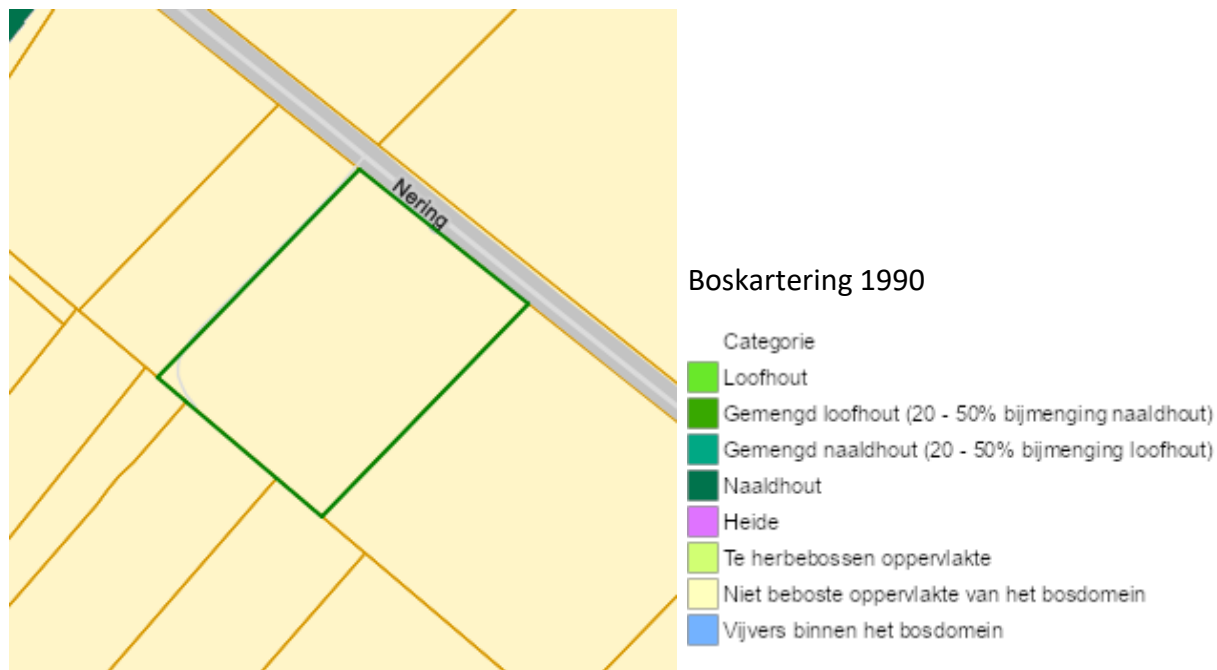 Nering
Boskartering 1990
Categorie
Loofhout
Gemengd loofhout (20 - 50% bijmenging naaldhout)
Gemengd naaldhout (20 - 50% bijmenging loofhout)
Naaldhout
Heide
Te herbebossen oppervlakte
Niet beboste oppervlakte van het bosdomein
Vijvers binnen het bosdomein